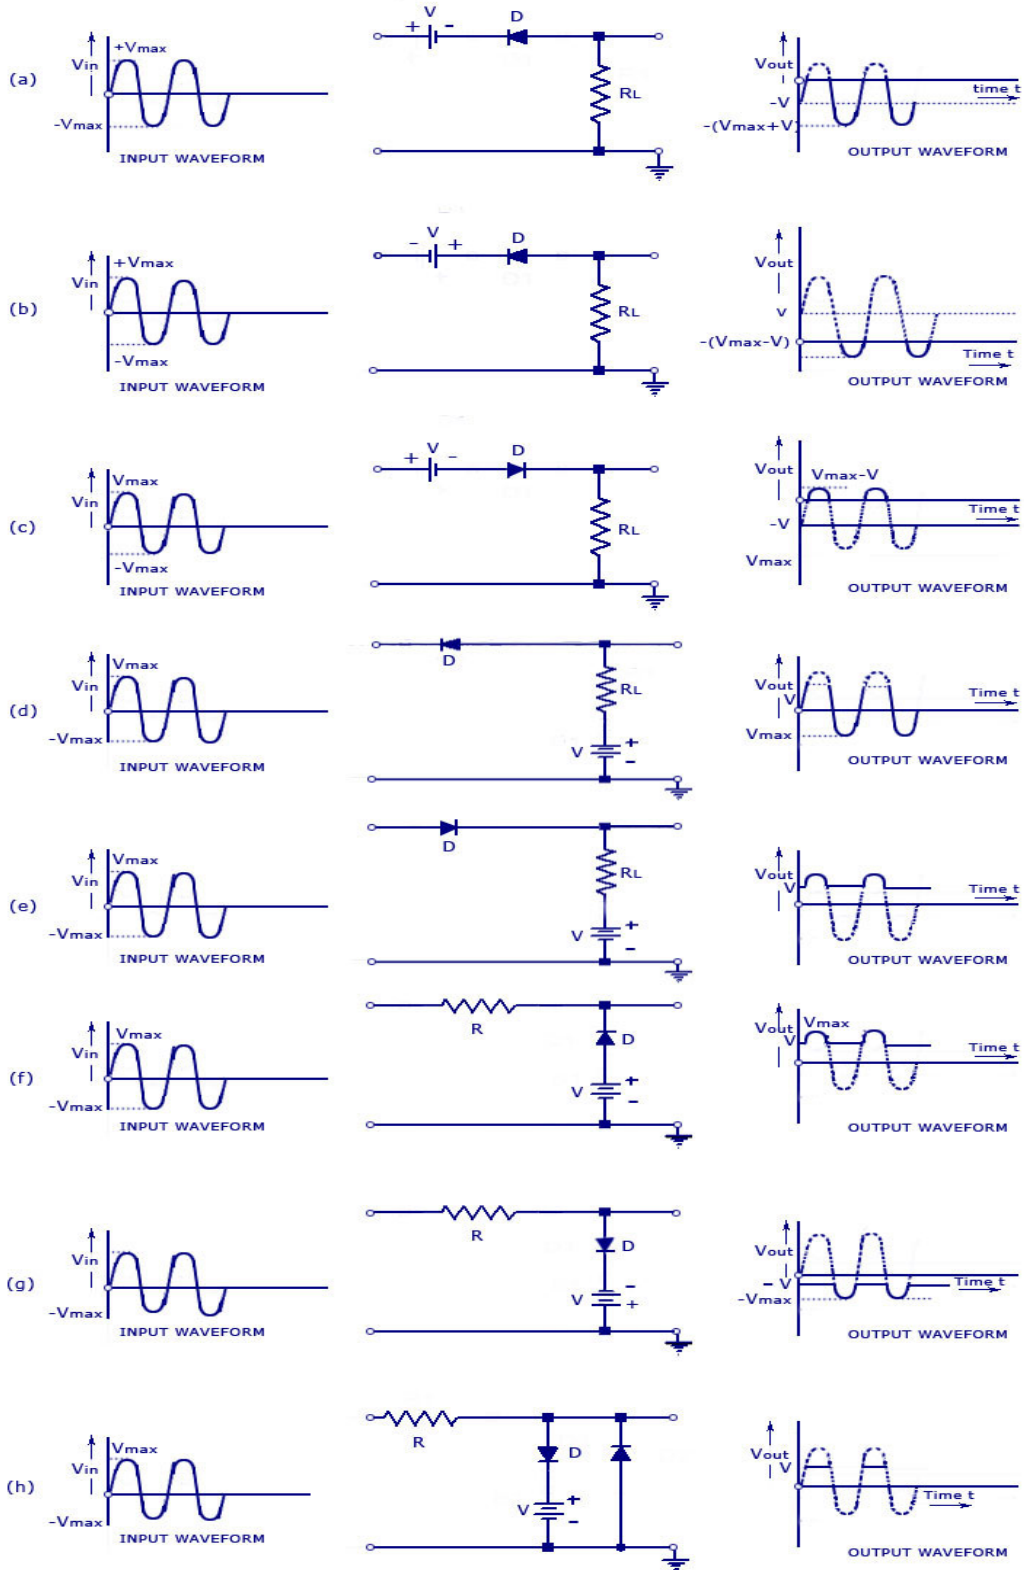 (a)
+Vmax
Vin
-Vmax
INPUT WAVEFORM
V
+ -
D
RL
Vout
-V
-(Vmax+V)
time t
OUTPUT WAVEFORM
(b)
+Vmax
Vin
-Vmax
INPUT WAVEFORM
V
- +
D
RL
Vout
v
-(Vmax-V)
Time t
OUTPUT WAVEFORM
(c)
Vmax
Vin
-Vmax
INPUT WAVEFORM
V
+ -
D
RL
Vout
Vmax-V
Time t
-V
Vmax
OUTPUT WAVEFORM
(d)
Vmax
Vin
-Vmax
INPUT WAVEFORM
D
RL
V + -
Vout
V
Vmax
Time t
OUTPUT WAVEFORM
(e)
Vmax
Vin
-Vmax
INPUT WAVEFORM
D
RL
V + -
Vout
V
Time t
OUTPUT WAVEFORM
(f)
Vmax
Vin
-Vmax
INPUT WAVEFORM
R
D
V + -
Vout
Vmax
V
Time t
OUTPUT WAVEFORM
(g)
Vin
-Vmax
INPUT WAVEFORM
R
D
V - +
Vout
- V
-Vmax
Time t
OUTPUT WAVEFORM
(h)
Vmax
Vin
-Vmax
INPUT WAVEFORM
R
D
V + -
Vout
V
Time t
OUTPUT WAVEFORM